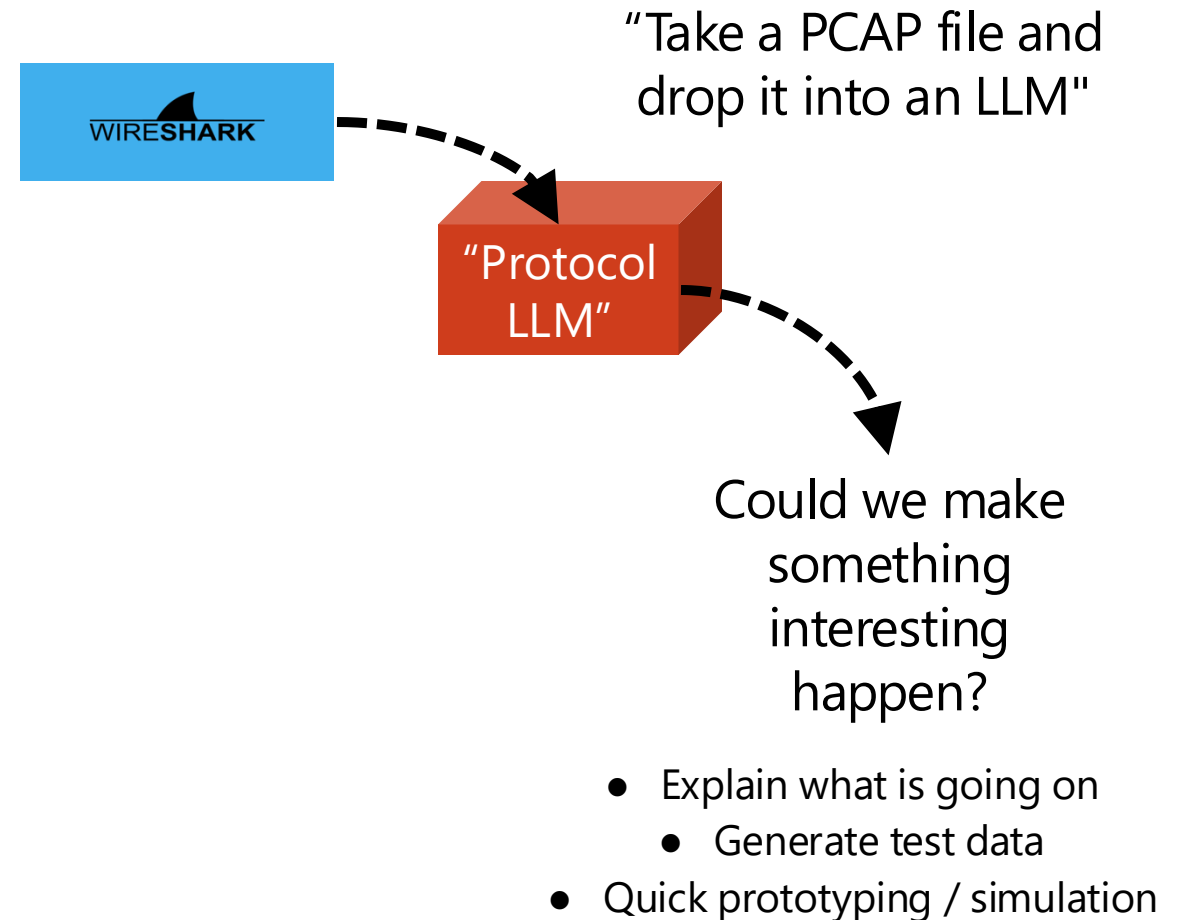 “Take a PCAP file and
drop it into an LLM"
WIRESHARK
“Protocol
LLM”
Could we make
something
interesting
happen?
● Explain what is going on
● Generate test data
● Quick prototyping / simulation